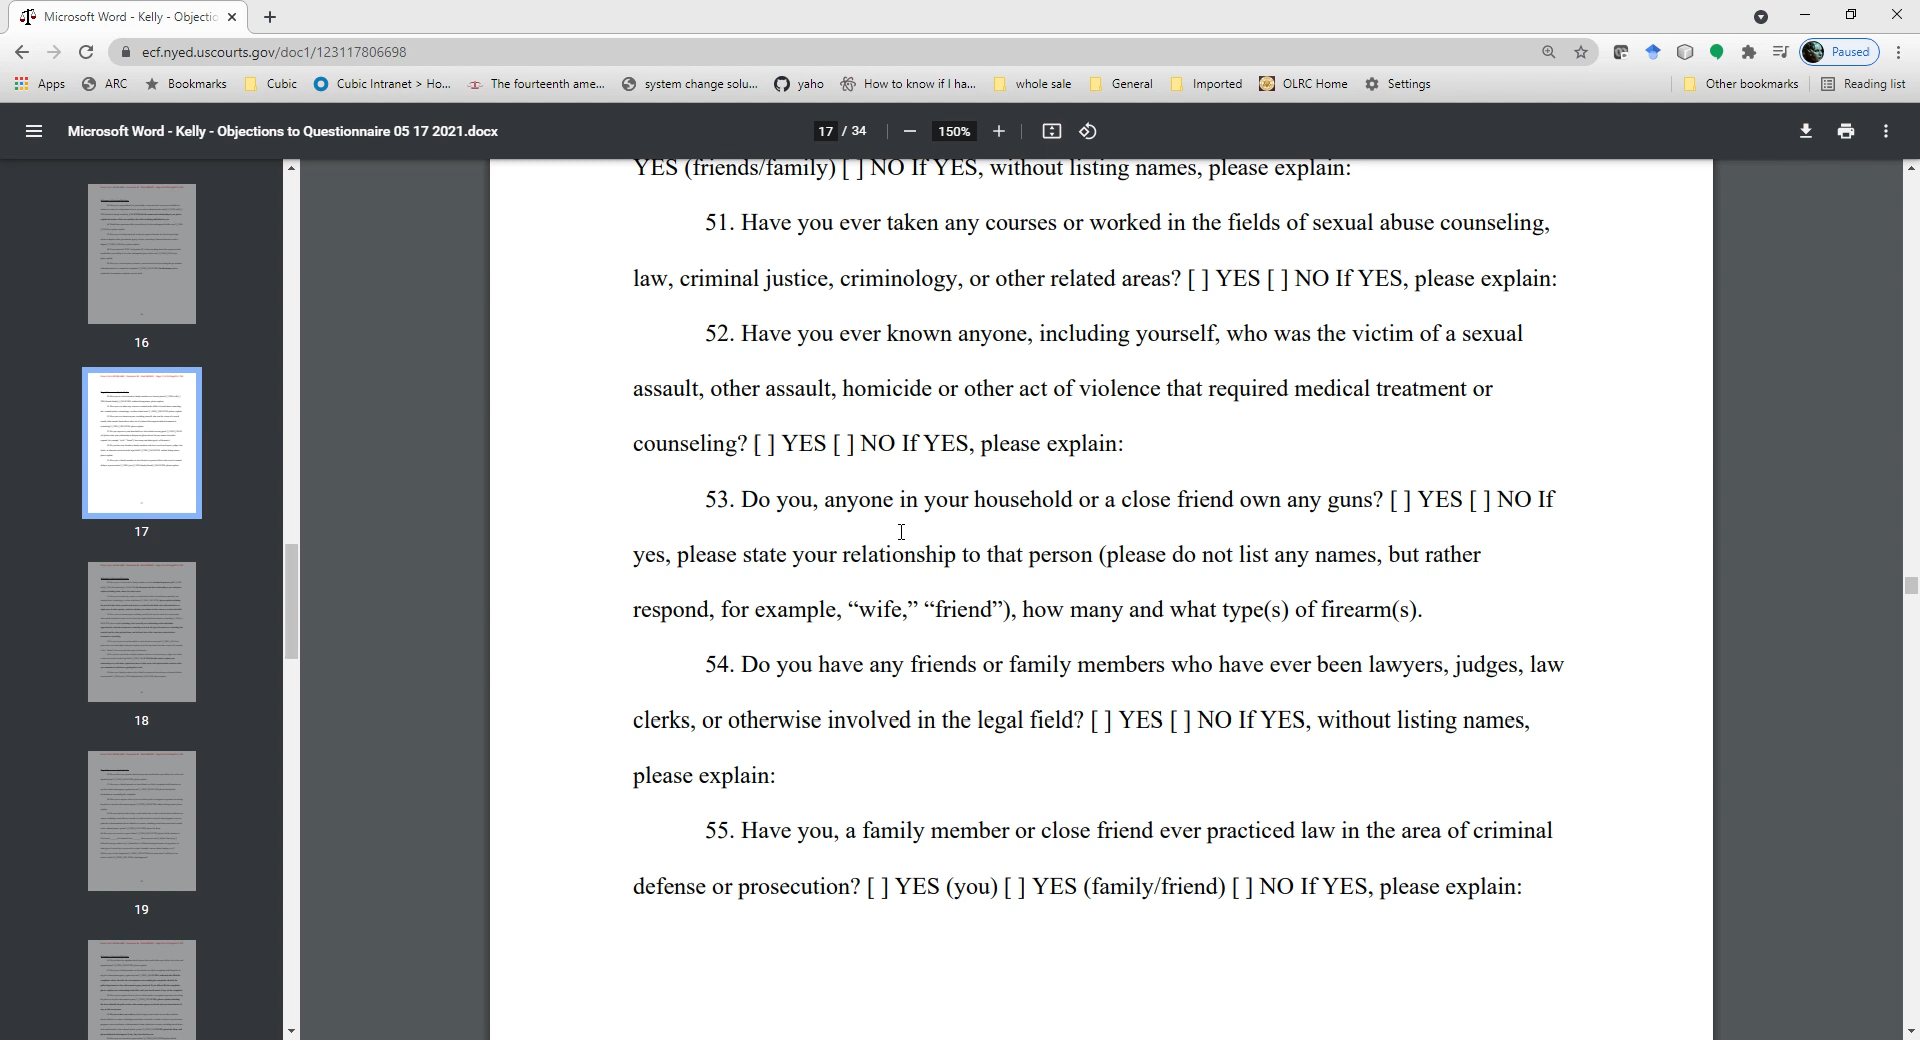 Microsoft Word - Kelly - Objectio
ecf.nyed.uscourts.gov/doc1/123117806698
Paused
Apps ARC Bookmarks Cubic Cubic Intranet > Ho... The fourteenth ame... system change solu... yaho How to know if I ha... whole sale General Imported OLRC Home Settings Other bookmarks Reading list
Microsoft Word - Kelly - Objections to Questionnaire 05 17 2021.docx
17 / 34
150%
16
17
18
19
YES (friends/family) [ ] NO If YES, without listing names, please explain:
51. Have you ever taken any courses or worked in the fields of sexual abuse counseling,
law, criminal justice, criminology, or other related areas? [ ] YES [ ] NO If YES, please explain:
52. Have you ever known anyone, including yourself, who was the victim of a sexual
assault, other assault, homicide or other act of violence that required medical treatment or
counseling? [ ] YES [ ] NO If YES, please explain:
53. Do you, anyone in your household or a close friend own any guns? [ ] YES [ ] NO If
yes, please state your relationship to that person (please do not list any names, but rather
respond, for example, “wife,” “friend”), how many and what type(s) of firearm(s).
54. Do you have any friends or family members who have ever been lawyers, judges, law
clerks, or otherwise involved in the legal field? [ ] YES [ ] NO If YES, without listing names,
please explain:
55. Have you, a family member or close friend ever practiced law in the area of criminal
defense or prosecution? [ ] YES (you) [ ] YES (family/friend) [ ] NO If YES, please explain: